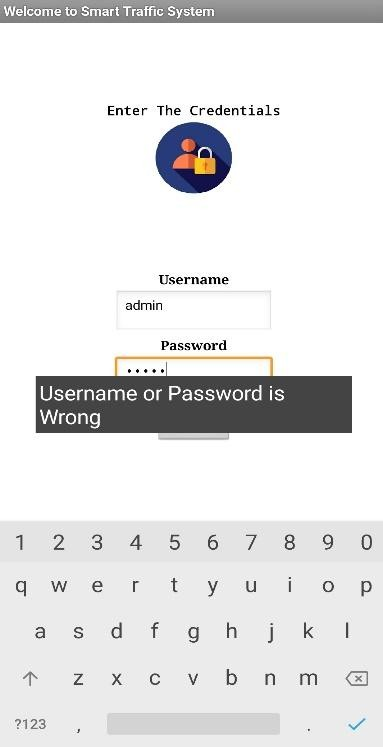 Welcome to Smart Traffic System
Enter The Credentials
Username
admin
Password
•••••
Username or Password is
Wrong
1 2 3 4 5 6 7 8 9 0
q w e r t y u i o p
a s d f g h j k l
z x c v b n m
?123 , .